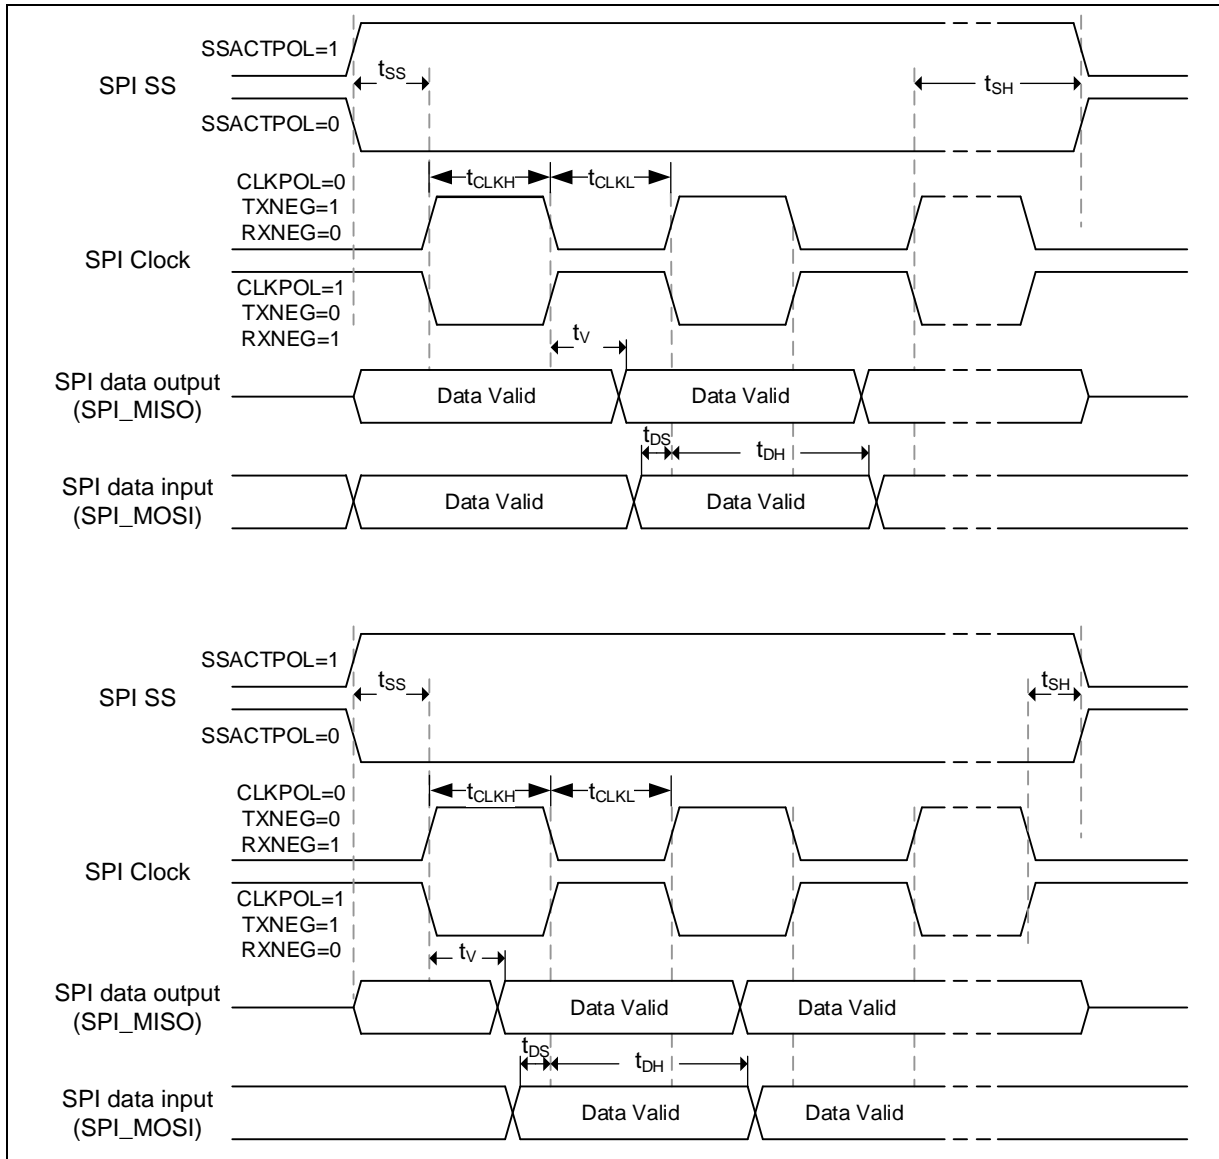 SSACTPOL=1
SPI SS
tSS
tSH
SSACTPOL=0
CLKPOL=0
TXNEG=1
RXNEG=0
tCLKH
tCLKL
SPI Clock
CLKPOL=1
TXNEG=0
RXNEG=1
tV
SPI data output
(SPI_MISO)
Data Valid
Data Valid
tDS
tDH
SPI data input
(SPI_MOSI)
Data Valid
Data Valid
SSACTPOL=1
SPI SS
tSS
tSH
SSACTPOL=0
CLKPOL=0
TXNEG=0
RXNEG=1
tCLKH
tCLKL
SPI Clock
CLKPOL=1
TXNEG=1
RXNEG=0
tV
SPI data output
(SPI_MISO)
Data Valid
Data Valid
tDS
tDH
SPI data input
(SPI_MOSI)
Data Valid
Data Valid